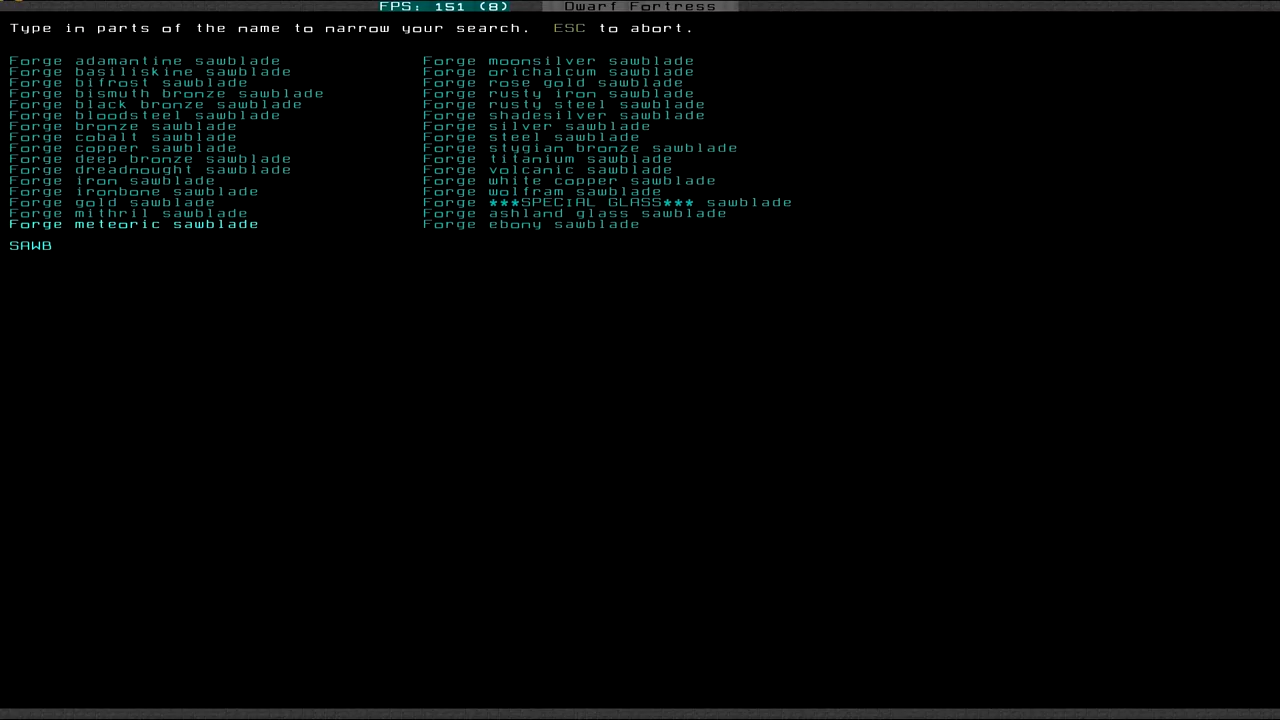 FPS: 151 (8) Dwarf Fortress
Type in parts of the name to narrow your search. ESC to abort.
Forge adamantine sawblade
Forge basiliskine sawblade
Forge bifrost sawblade
Forge bismuth bronze sawblade
Forge black bronze sawblade
Forge bloodsteel sawblade
Forge bronze sawblade
Forge cobalt sawblade
Forge copper sawblade
Forge deep bronze sawblade
Forge dreadnought sawblade
Forge iron sawblade
Forge ironbone sawblade
Forge gold sawblade
Forge mithril sawblade
Forge meteoric sawblade
Forge moonsilver sawblade
Forge orichalcum sawblade
Forge rose gold sawblade
Forge rusty iron sawblade
Forge rusty steel sawblade
Forge shadesilver sawblade
Forge silver sawblade
Forge steel sawblade
Forge stygian bronze sawblade
Forge titanium sawblade
Forge volcanic sawblade
Forge white copper sawblade
Forge wolfram sawblade
Forge ***SPECIAL GLASS*** sawblade
Forge ashland glass sawblade
Forge ebony sawblade
SAWB